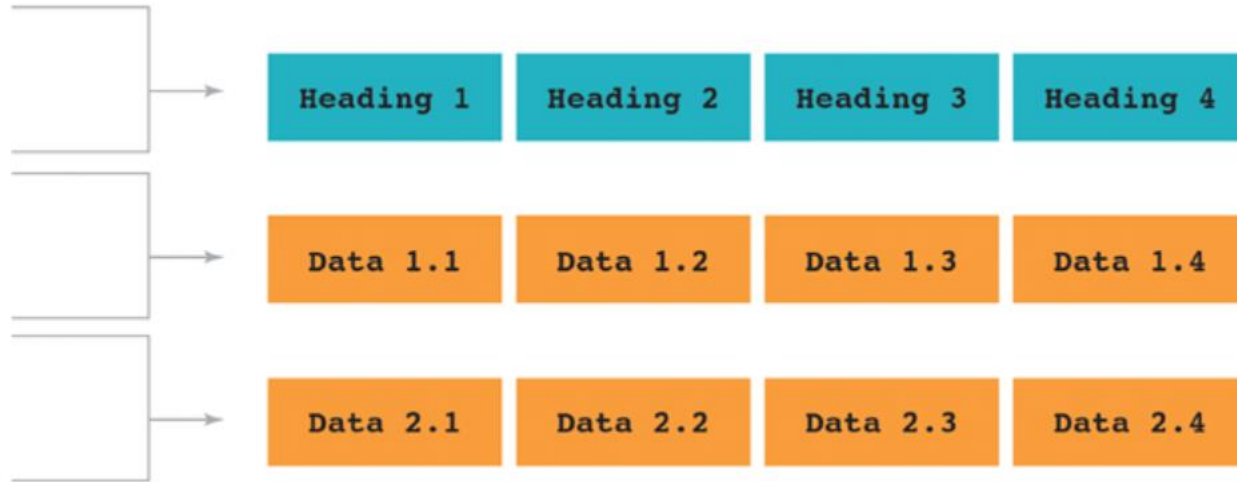 Heading 1 Heading 2 Heading 3 Heading 4
Data 1.1 Data 1.2 Data 1.3 Data 1.4
Data 2.1 Data 2.2 Data 2.3 Data 2.4